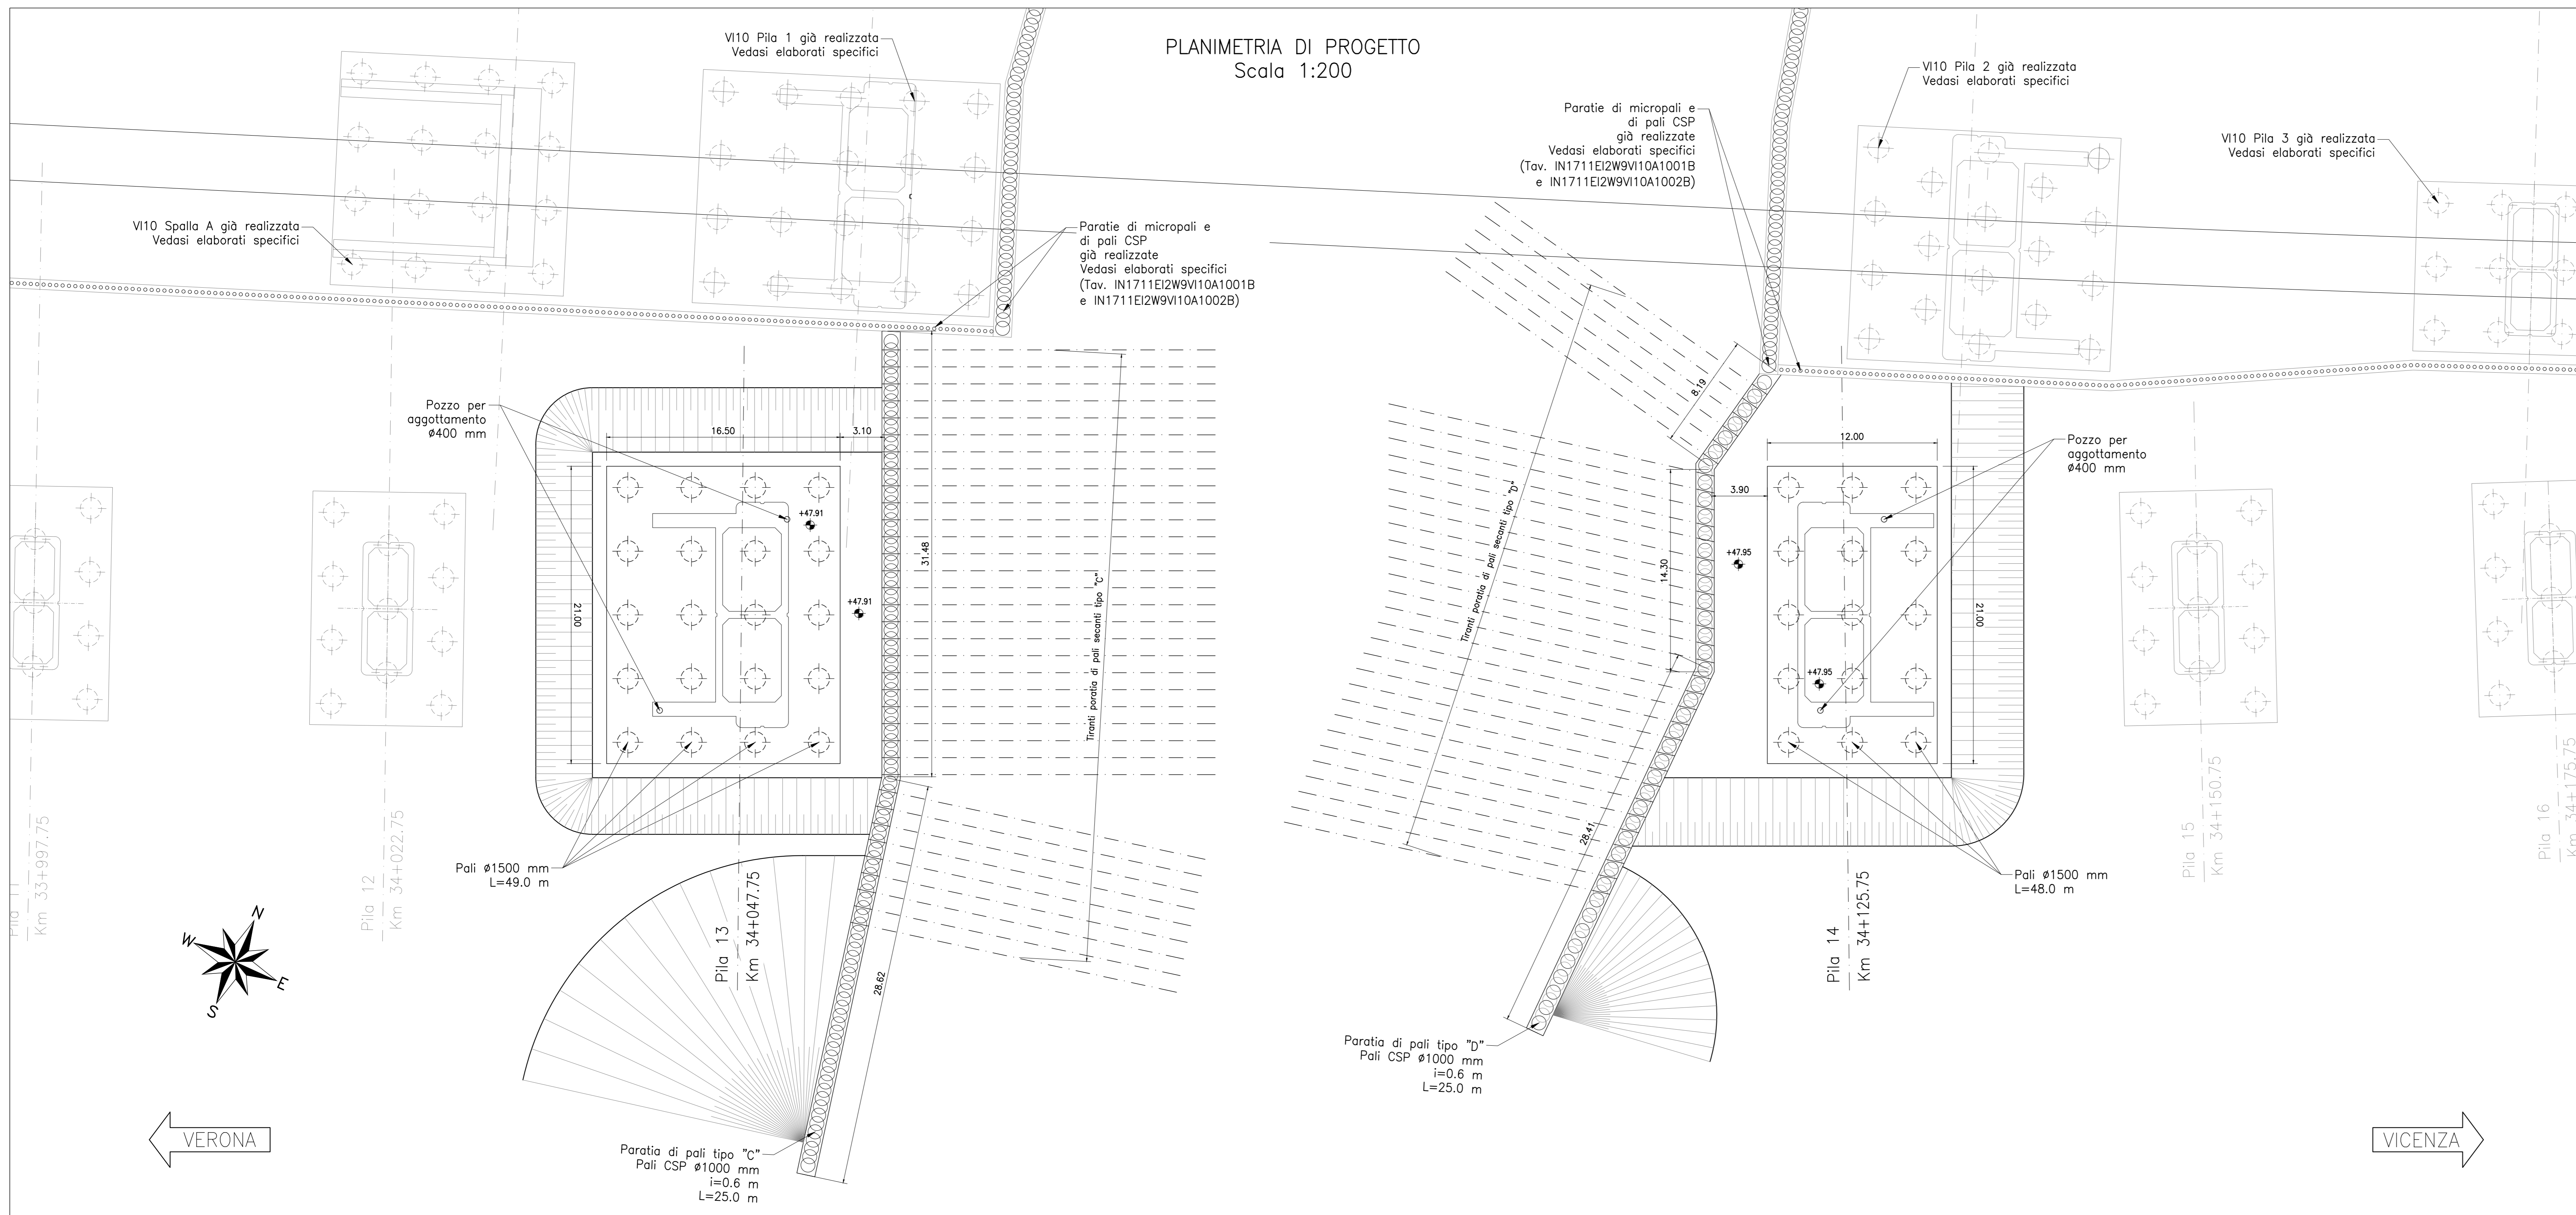 PLANIMETRIA DI PROGETTO
Scala 1:200
VI10 Pila 1 già realizzata
Vedasi elaborati specifici
VI10 Spalla A già realizzata
Vedasi elaborati specifici
Paratie di micropali e
di pali CSP
già realizzate
Vedasi elaborati specifici
(Tav. IN1711EI2W9VI10A1001B
e IN1711EI2W9VI10A1002B)
Paratie di micropali e
di pali CSP
già realizzate
Vedasi elaborati specifici
(Tav. IN1711EI2W9VI10A1001B
e IN1711EI2W9VI10A1002B)
VI10 Pila 2 già realizzata
Vedasi elaborati specifici
VI10 Pila 3 già realizzata
Vedasi elaborati specifici
Pozzo per
aggottamento
ø400 mm
16.50
3.10
+47.91
+47.91
21.00
31.48
Tiranti poratia di pali secanti tipo "C"
28.62
Pali ø1500 mm
L=49.0 m
Pila 13
Km 34+047.75
Pila 12
Km 34+022.75
Pila
Km 33+997.75
N
W
E
S
Paratia di pali tipo "C"
Pali CSP ø1000 mm
i=0.6 m
L=25.0 m
VERONA
8.19
Tiranti poratia di pali secanti tipo "D"
14.30
28.41
3.90
12.00
+47.95
+47.95
21.00
Pozzo per
aggottamento
ø400 mm
Pali ø1500 mm
L=48.0 m
Pila 14
Km 34+125.75
Pila 15
Km 34+150.75
Pila 16
Km 34+175.75
Paratia di pali tipo "D"
Pali CSP ø1000 mm
i=0.6 m
L=25.0 m
VICENZA